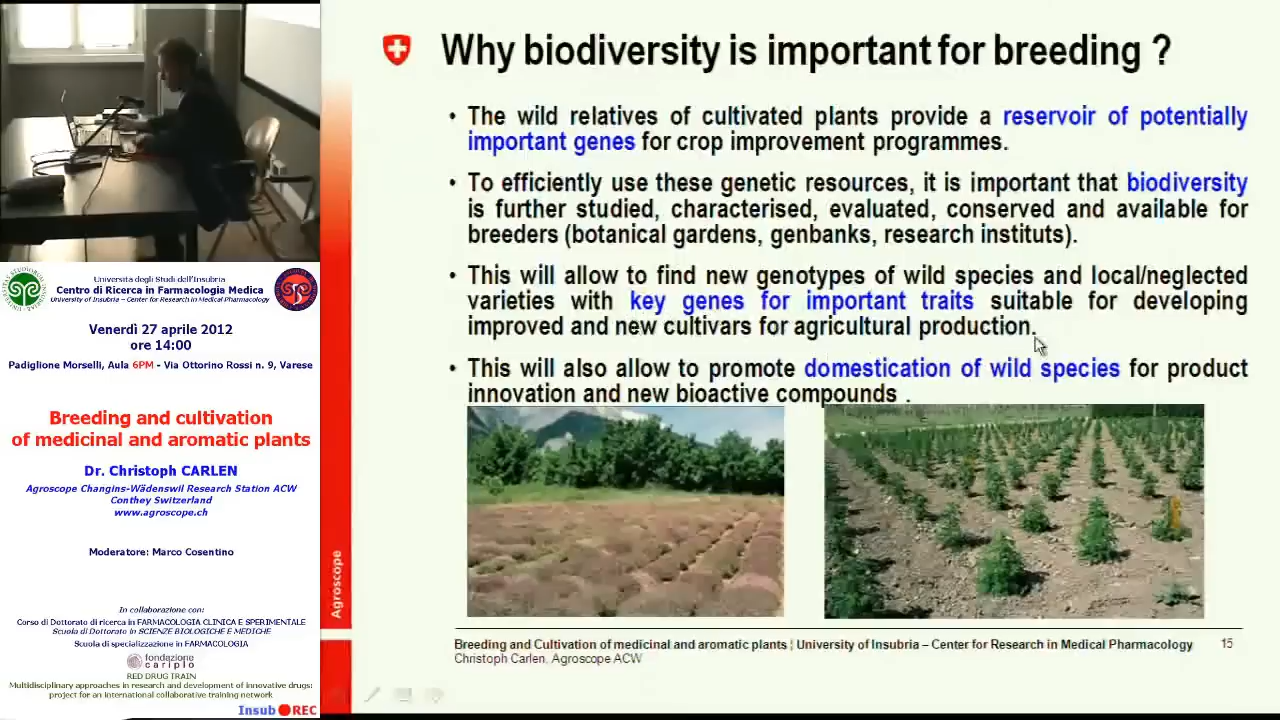 Università degli Studi dell'Insubria
Centro di Ricerca in Farmacologia Medica
University of Insubria – Center for Research in Medical Pharmacology
Venerdì 27 aprile 2012
ore 14:00
Padiglione Morselli, Aula 6PM - Via Ottorino Rossi n. 9, Varese
Breeding and cultivation
of medicinal and aromatic plants
Dr. Christoph CARLEN
Agroscope Changins-Wädenswil Research Station ACW
Conthey Switzerland
www.agroscope.ch
Moderatore: Marco Cosentino
In collaborazione con:
Corso di Dottorato di ricerca in FARMACOLOGIA CLINICA E SPERIMENTALE
Scuola di Dottorato in SCIENZE BIOLOGICHE E MEDICHE
Scuola di specializzazione in FARMACOLOGIA
fondazione
cariplo
RED DRUG TRAIN
Multidisciplinary approaches in research and development of innovative drugs:
project for an international collaborative training network
Insub REC
Agroscope
Why biodiversity is important for breeding ?
• The wild relatives of cultivated plants provide a reservoir of potentially
important genes for crop improvement programmes.
• To efficiently use these genetic resources, it is important that biodiversity
is further studied, characterised, evaluated, conserved and available for
breeders (botanical gardens, genbanks, research instituts).
• This will allow to find new genotypes of wild species and local/neglected
varieties with key genes for important traits suitable for developing
improved and new cultivars for agricultural production.
• This will also allow to promote domestication of wild species for product
innovation and new bioactive compounds .
Breeding and Cultivation of medicinal and aromatic plants | University of Insubria – Center for Research in Medical Pharmacology 15
Christoph Carlen, Agroscope ACW